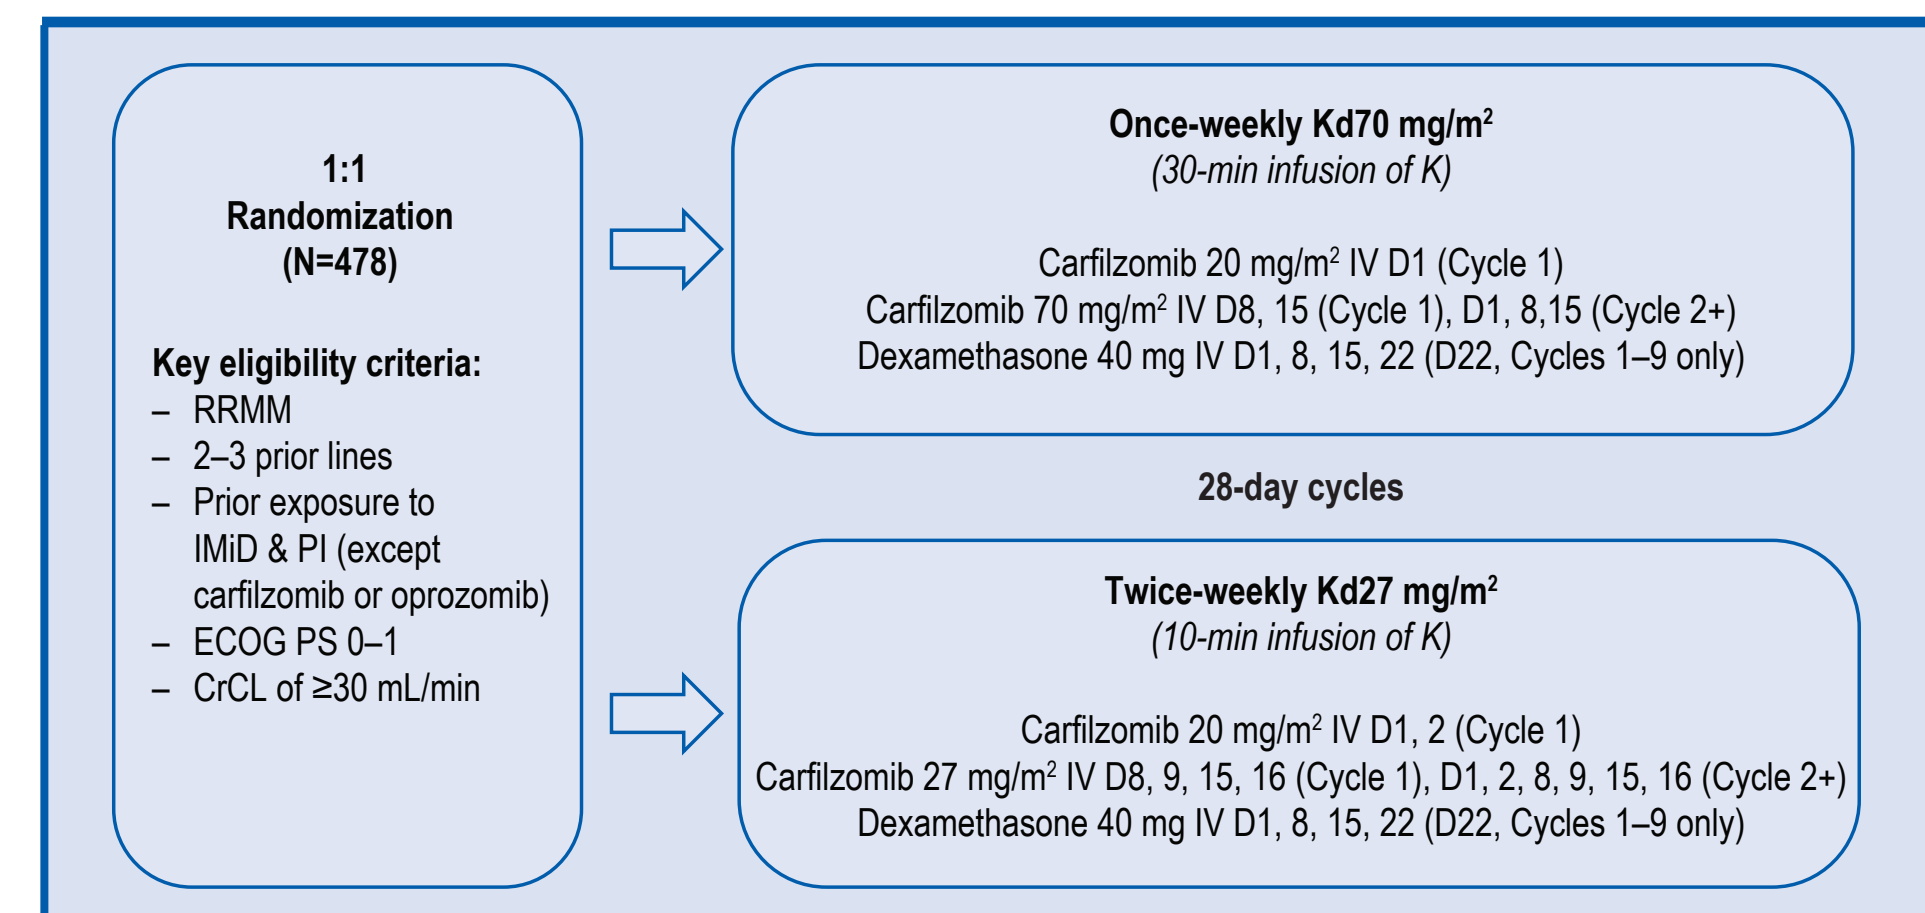 1:1
Randomization
(N=478)
Key eligibility criteria:
– RRMM
– 2–3 prior lines
– Prior exposure to
IMiD & PI (except
carfilzomib or oprozomib)
– ECOG PS 0–1
– CrCL of ≥30 mL/min
Once-weekly Kd70 mg/m²
(30-min infusion of K)
Carfilzomib 20 mg/m² IV D1 (Cycle 1)
Carfilzomib 70 mg/m² IV D8, 15 (Cycle 1), D1, 8,15 (Cycle 2+)
Dexamethasone 40 mg IV D1, 8, 15, 22 (D22, Cycles 1–9 only)
28-day cycles
Twice-weekly Kd27 mg/m²
(10-min infusion of K)
Carfilzomib 20 mg/m² IV D1, 2 (Cycle 1)
Carfilzomib 27 mg/m² IV D8, 9, 15, 16 (Cycle 1), D1, 2, 8, 9, 15, 16 (Cycle 2+)
Dexamethasone 40 mg IV D1, 8, 15, 22 (D22, Cycles 1–9 only)